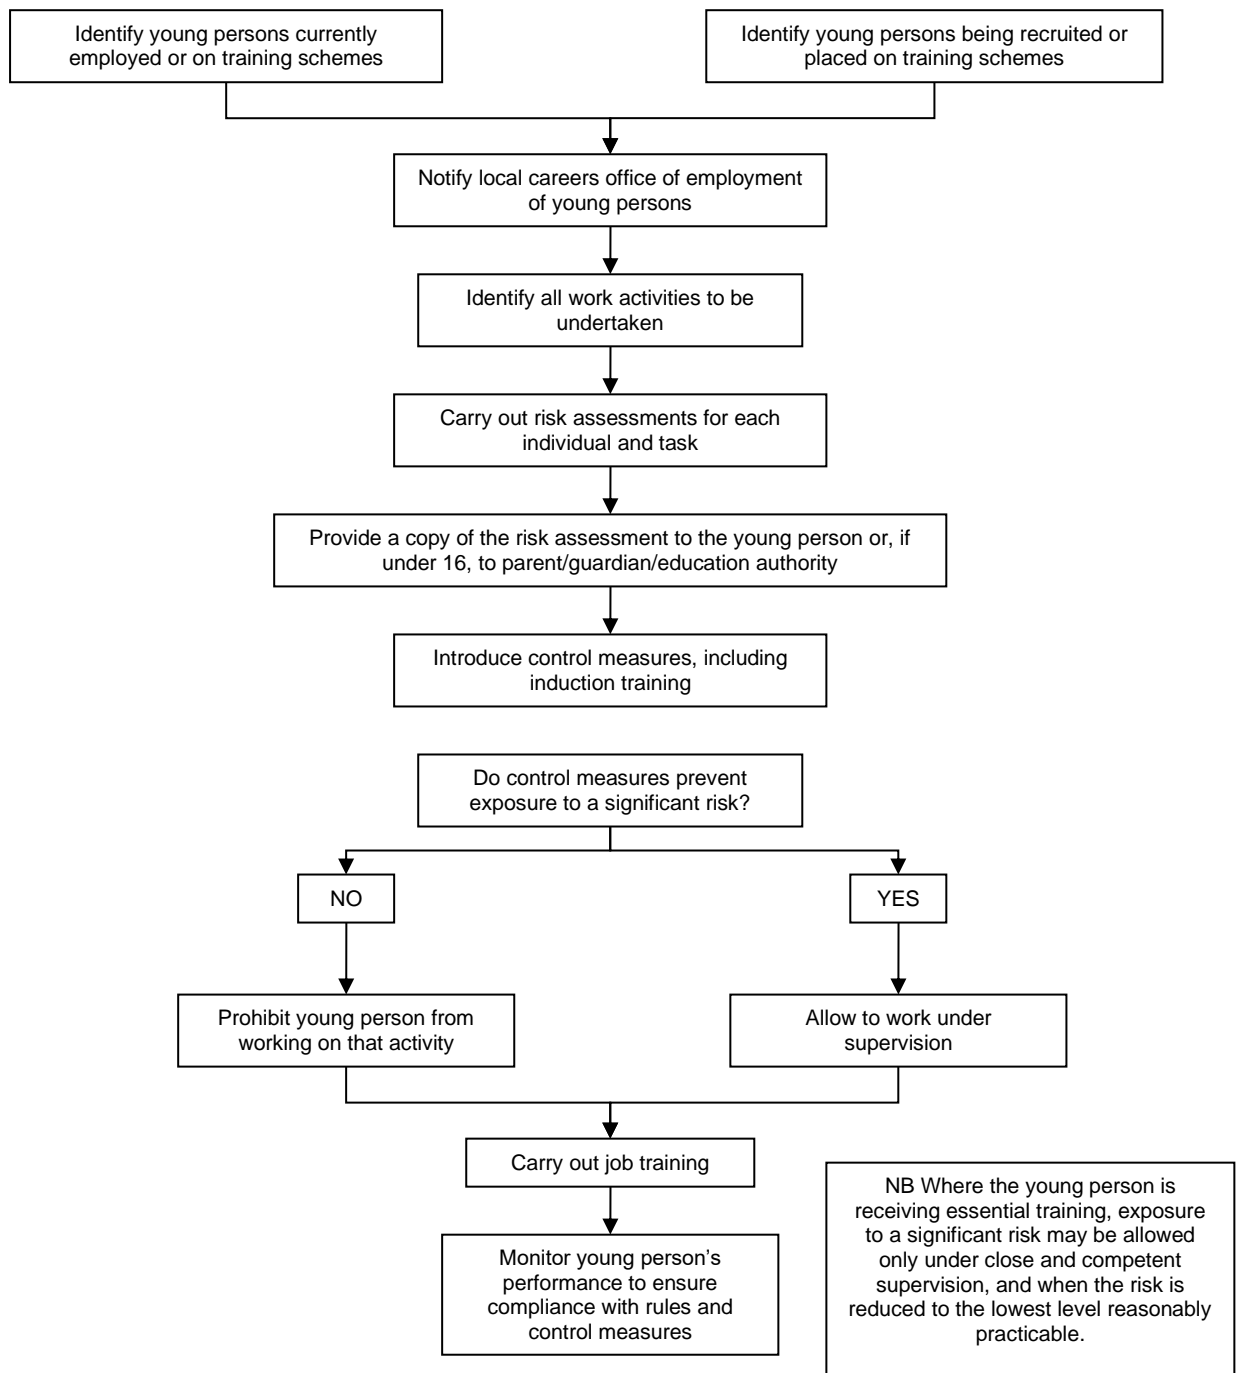 Identify young persons currently
employed or on training schemes
Identify young persons being recruited or
placed on training schemes
Notify local careers office of employment
of young persons
Identify all work activities to be
undertaken
Carry out risk assessments for each
individual and task
Provide a copy of the risk assessment to the young person or, if
under 16, to parent/guardian/education authority
Introduce control measures, including
induction training
Do control measures prevent
exposure to a significant risk?
NO
YES
Prohibit young person from
working on that activity
Allow to work under
supervision
Carry out job training
Monitor young person’s
performance to ensure
compliance with rules and
control measures
NB Where the young person is
receiving essential training, exposure
to a significant risk may be allowed
only under close and competent
supervision, and when the risk is
reduced to the lowest level reasonably
practicable.